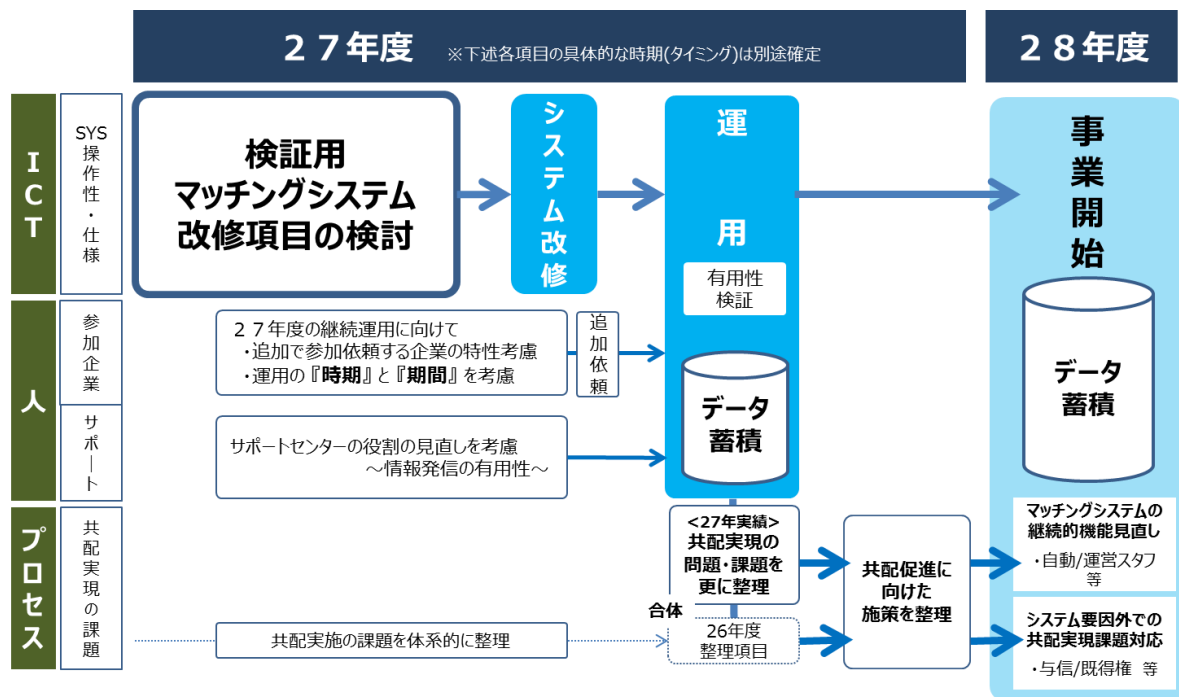 ２７年度 ※下述各項目の具体的な時期(タイミング)は別途確定
２８年度
ＩＣＴ
SYS操作性・仕様
検証用
マッチングシステム
改修項目の検討
システム改修
運用
有用性
検証
データ
蓄積
事業開始
データ
蓄積
人
参加企業
２７年度の継続運用に向けて
・追加で参加依頼する企業の特性考慮
・運用の『時期』と『期間』を考慮
追加依頼
サポート
サポートセンターの役割の見直しを考慮
～情報発信の有用性～
プロセス
共配実現の課題
<27年実績>
共配実現の
問題・課題を
更に整理
合体
共配実施の課題を体系的に整理
26年度
整理項目
共配促進に
向けた
施策を整理
マッチングシステムの
継続的機能見直し
・自動/運営スタフ
等
システム要因外での
共配実現課題対応
・与信/既得権 等